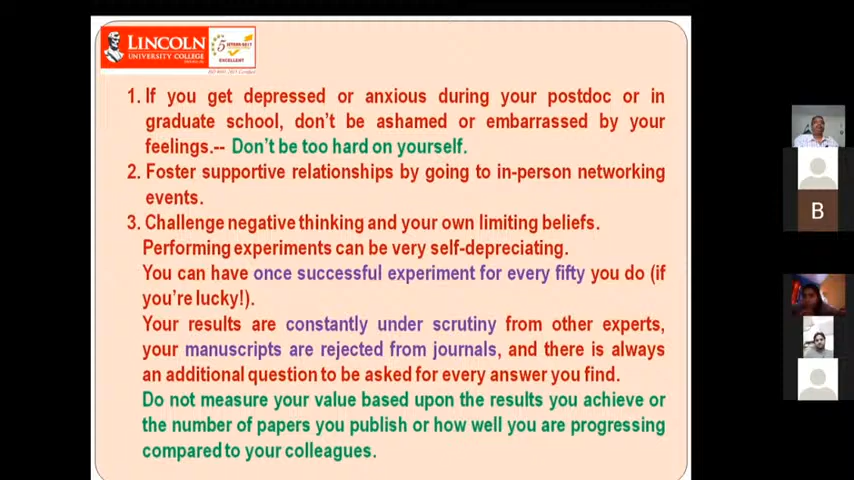 LINCOLN
UNIVERSITY COLLEGE
5
EXCELLENT
1. If you get depressed or anxious during your postdoc or in
graduate school, don't be ashamed or embarrassed by your
feelings.-- Don't be too hard on yourself.
2. Foster supportive relationships by going to in-person networking
events.
3. Challenge negative thinking and your own limiting beliefs.
Performing experiments can be very self-depreciating.
You can have once successful experiment for every fifty you do (if
you're lucky!).
Your results are constantly under scrutiny from other experts,
your manuscripts are rejected from journals, and there is always
an additional question to be asked for every answer you find.
Do not measure your value based upon the results you achieve or
the number of papers you publish or how well you are progressing
compared to your colleagues.
B